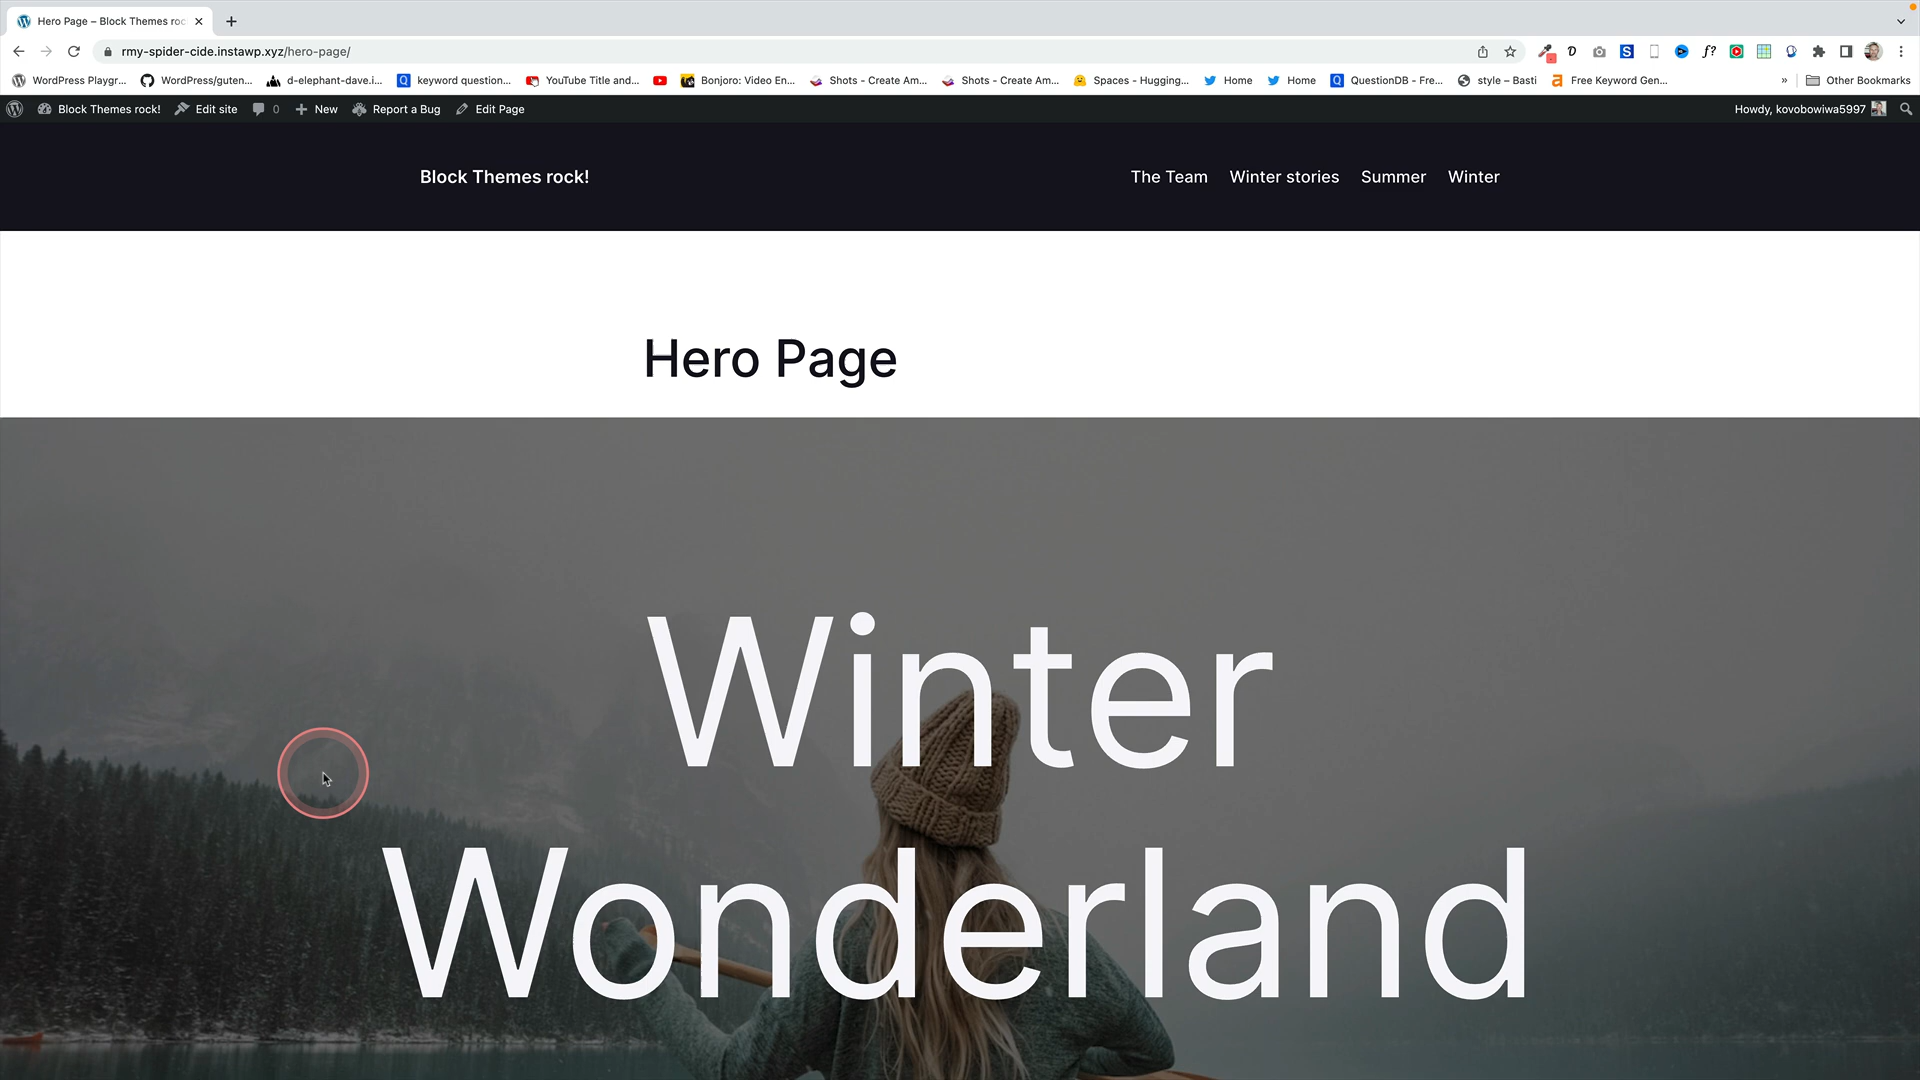 Hero Page – Block Themes roc
rmy-spider-cide.instawp.xyz/hero-page/
WordPress Playgr... WordPress/guten... d-elephant-dave.i... keyword question... YouTube Title and... Bonjoro: Video En... Shots - Create Am... Shots - Create Am... Spaces - Hugging... Home Home QuestionDB - Fre... style – Basti Free Keyword Gen... » Other Bookmarks
Block Themes rock! Edit site 0 New Report a Bug Edit Page Howdy, kovobowiwa5997
Block Themes rock! The Team Winter stories Summer Winter
Hero Page
Winter
Wonderland